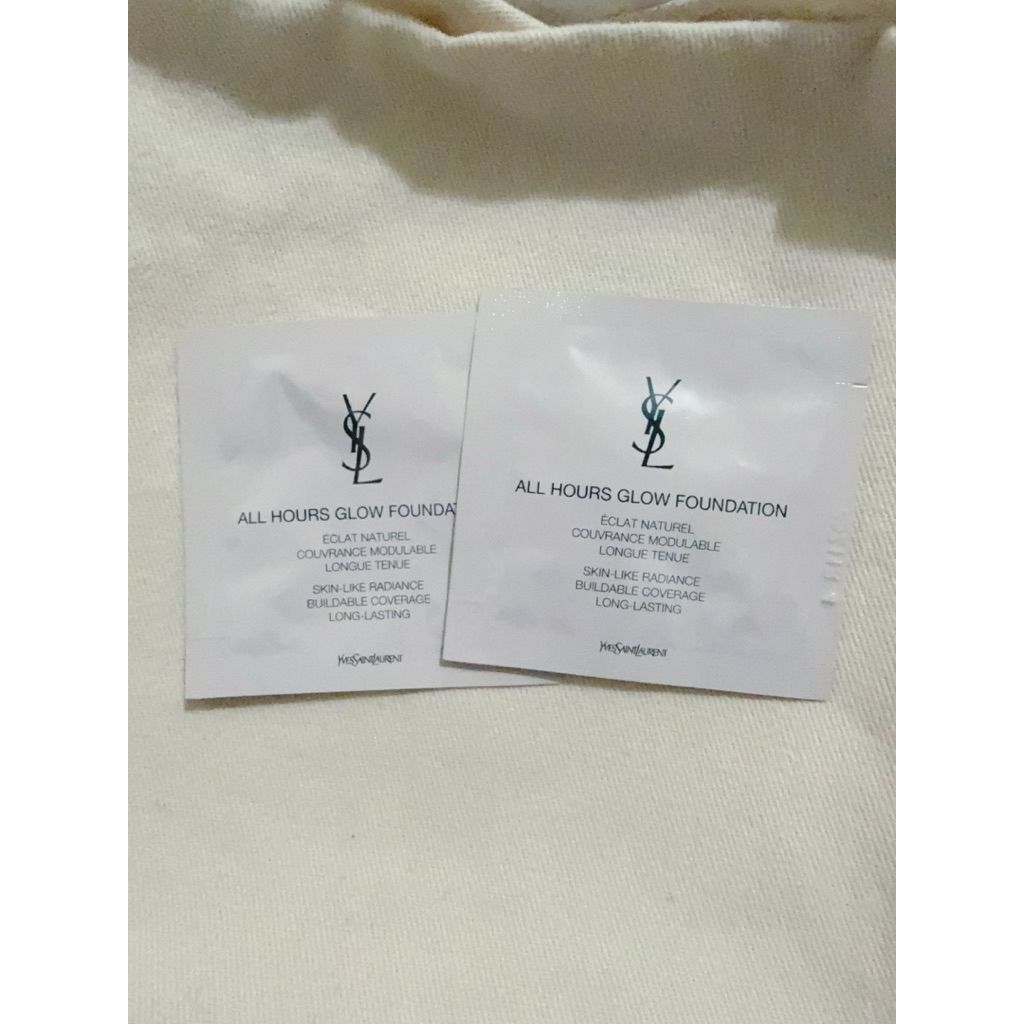 YSL
ALL HOURS GLOW FOUNDAT
ÉCLAT NATUREL
COUVRANCE MODULABLE
LONGUE TENUE
SKIN-LIKE RADIANCE
BUILDABLE COVERAGE
LONG-LASTING
YVESSAINTLAURENT
YSL
ALL HOURS GLOW FOUNDATION
ÉCLAT NATUREL
COUVRANCE MODULABLE
LONGUE TENUE
SKIN-LIKE RADIANCE
BUILDABLE COVERAGE
LONG-LASTING
YVESSAINTLAURENT